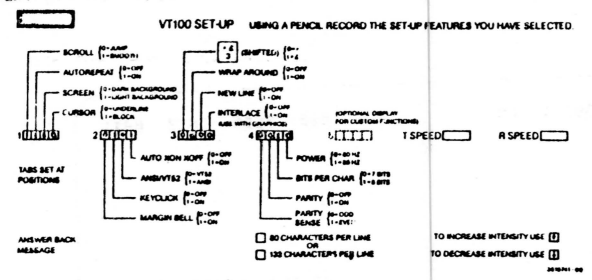 VT100 SET-UP USING A PENCIL RECORD THE SET-UP FEATURES YOU HAVE SELECTED.
SCROLL {0=JUMP 1=SMOOTH
(SHIFTED) 3
AUTOREPEAT {0=OFF 1=ON
WRAP AROUND {0=OFF 1=ON
SCREEN {0=DARK BACKGROUND 1=LIGHT BACKGROUND
NEW LINE {0=OFF 1=ON
CURSOR {0=UNDERLINE 1=BLOCK
INTERLACE {0=OFF 1=ON
(USE WITH GRAPHICS)
(OPTIONAL DISPLAY FOR CUSTOM FUNCTIONS)
1 2 3 4 T SPEED R SPEED
AUTO XON XOFF {0=OFF 1=ON
POWER {0=60 HZ 1=50 HZ
TABS SET AT POSITIONS
ANSI/VT52 {0=VT52 1=ANSI
BITS PER CHAR {0=7 BITS 1=8 BITS
KEYCLICK {0=OFF 1=ON
PARITY {0=OFF 1=ON
MARGIN BELL {0=OFF 1=ON
PARITY SENSE {0=ODD 1=EVEN
ANSWER BACK MESSAGE
80 CHARACTERS PER LINE
OR
132 CHARACTERS PER LINE
TO INCREASE INTENSITY USE
TO DECREASE INTENSITY USE